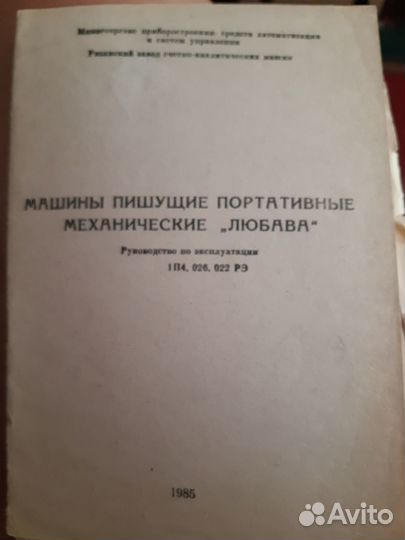 Министерство приборостроения средств автоматизации
и систем управления
Рязанский завод счетно-аналитических машин
МАШИНЫ ПИШУЩИЕ ПОРТАТИВНЫЕ
МЕХАНИЧЕСКИЕ „ЛЮБАВА“
Руководство по эксплуатации
1П4, 026, 022 РЭ
1985
Avito